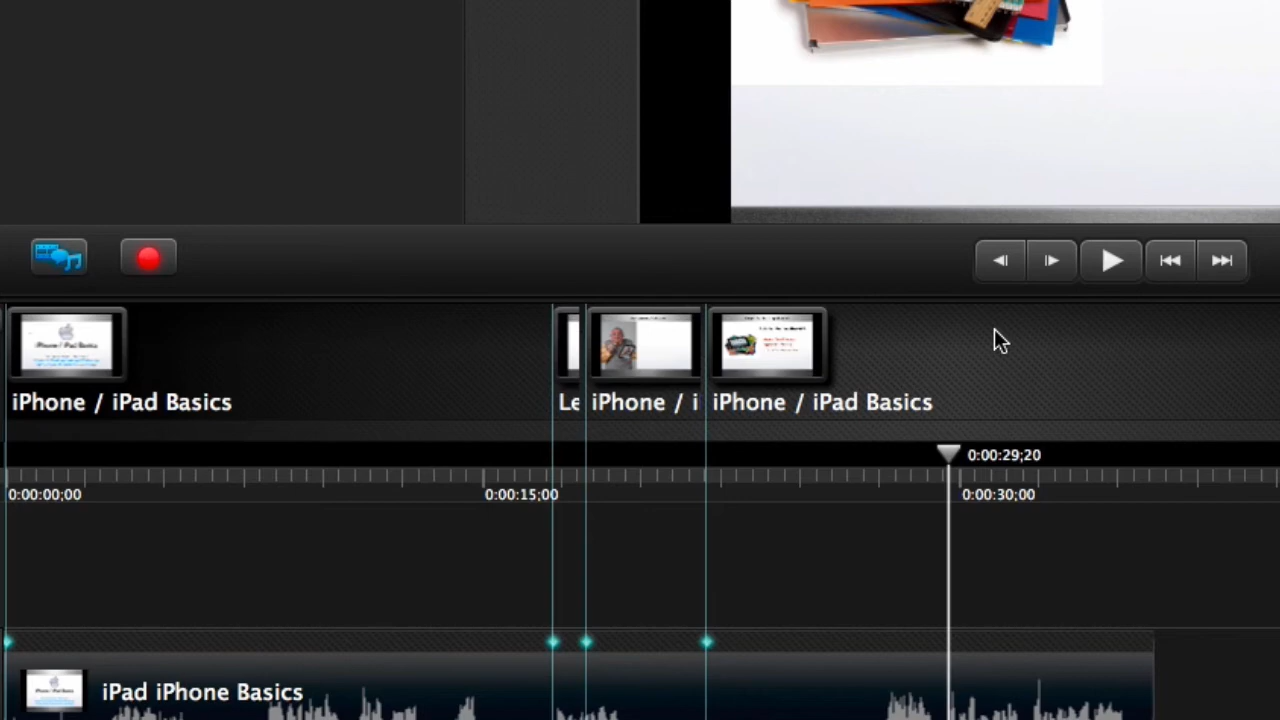 iPhone / iPad Basics
Le
iPhone / i
iPhone / iPad Basics
0:00:29;20
0:00:00;00
0:00:15;00
0:00:30;00
iPad iPhone Basics